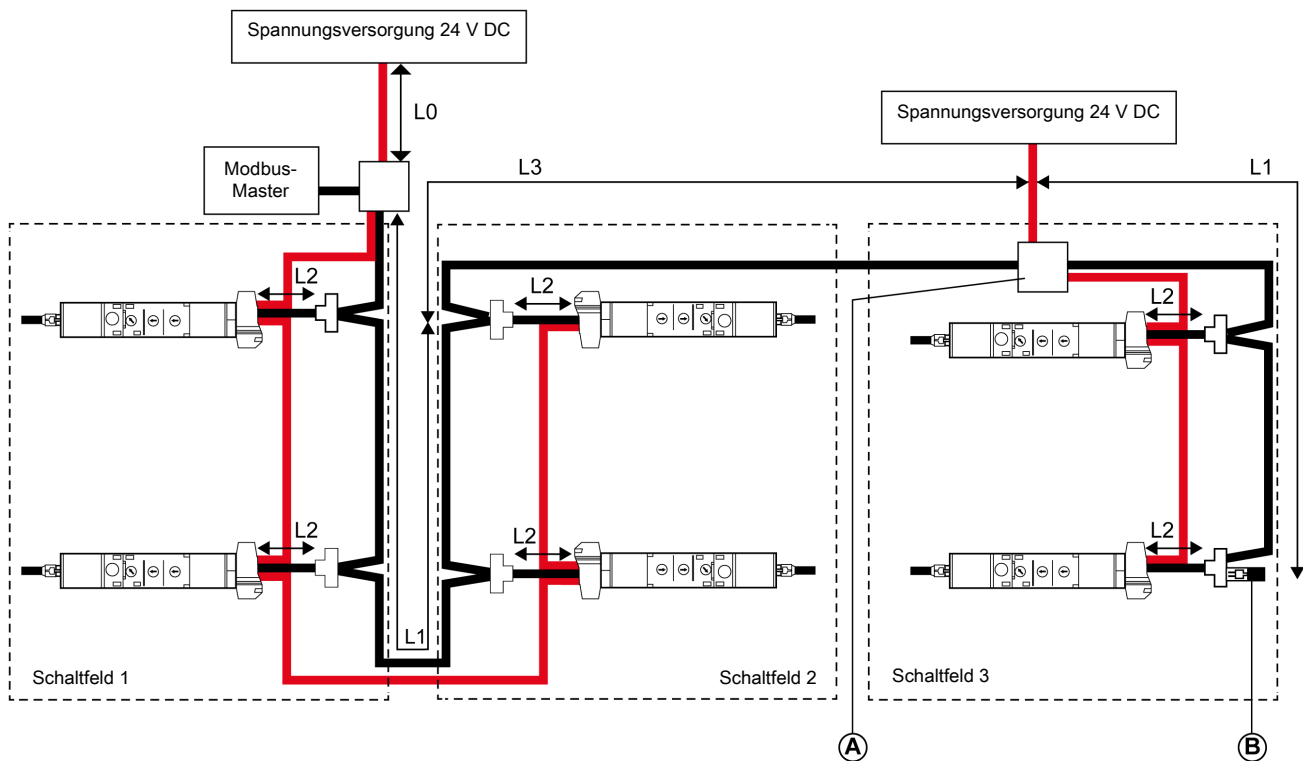 Spannungsversorgung 24 V DC
L0
Spannungsversorgung 24 V DC
Modbus-
Master
L3
L1
L2
L2
L2
L2
L2
L2
L1
Schaltfeld 1
Schaltfeld 2
Schaltfeld 3
A
B